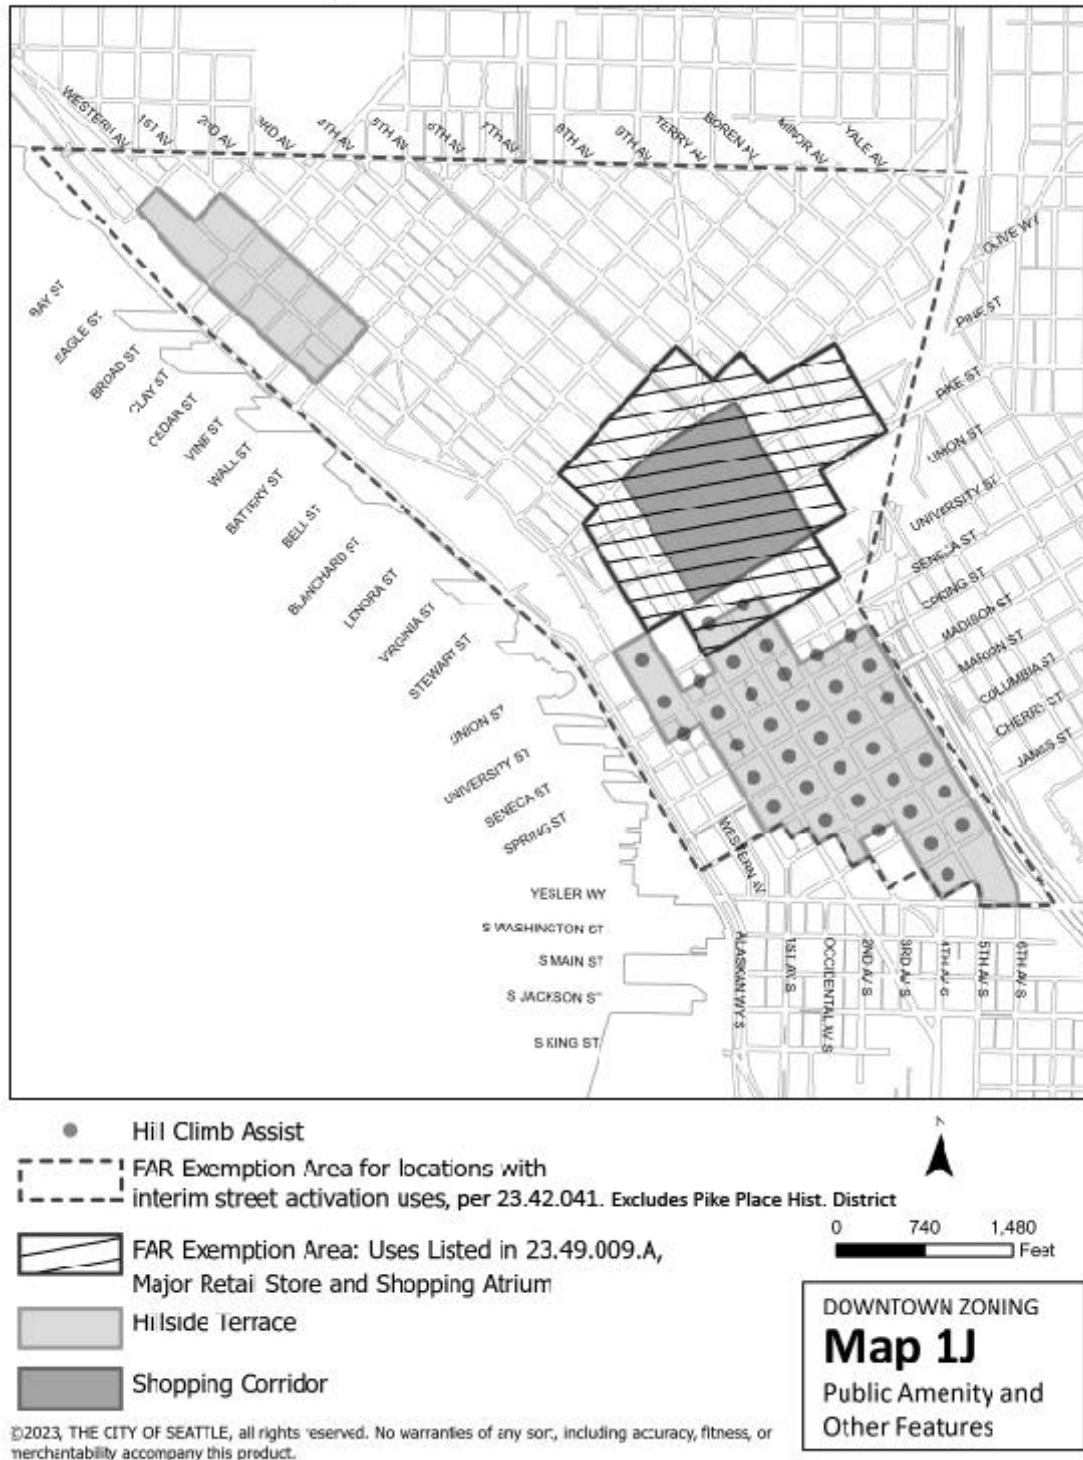 WESTERN AV
1ST AV
2ND AV
3RD AV
4TH AV
5TH AV
6TH AV
7TH AV
8TH AV
9TH AV
TERRY AV
BOREN AV
MINOR AV
YALE AV
OLIVE WY
PINE ST
PIKE ST
UNION ST
UNIVERSITY ST
SENECA ST
SPRING ST
MADISON ST
MARION ST
COLUMBIA ST
CHERRY ST
JAMES ST
BAY ST
EAGLE ST
BROAD ST
CLAY ST
CEDAR ST
VINE ST
WALL ST
BATTERY ST
BELL ST
BLANCHARD ST
LENORA ST
VIRGINIA ST
STEWART ST
UNION ST
UNIVERSITY ST
SENECA ST
SPRING ST
YESLER WY
S WASHINGTON ST
S MAIN ST
S JACKSON ST
S KING ST
WESTERN AV
ALASKAN WY S
1ST AV S
OCCIDENTAL AV S
2ND AV S
3RD AV S
4TH AV S
5TH AV S
6TH AV S
Hill Climb Assist
FAR Exemption Area for locations with
interim street activation uses, per 23.42.041. Excludes Pike Place Hist. District
FAR Exemption Area: Uses Listed in 23.49.009.A,
Major Retail Store and Shopping Atrium
Hillside Terrace
Shopping Corridor
0 740 1,480
Feet
DOWNTOWN ZONING
Map 1J
Public Amenity and
Other Features
©2023, THE CITY OF SEATTLE, all rights reserved. No warranties of any sort, including accuracy, fitness, or
merchantability accompany this product.